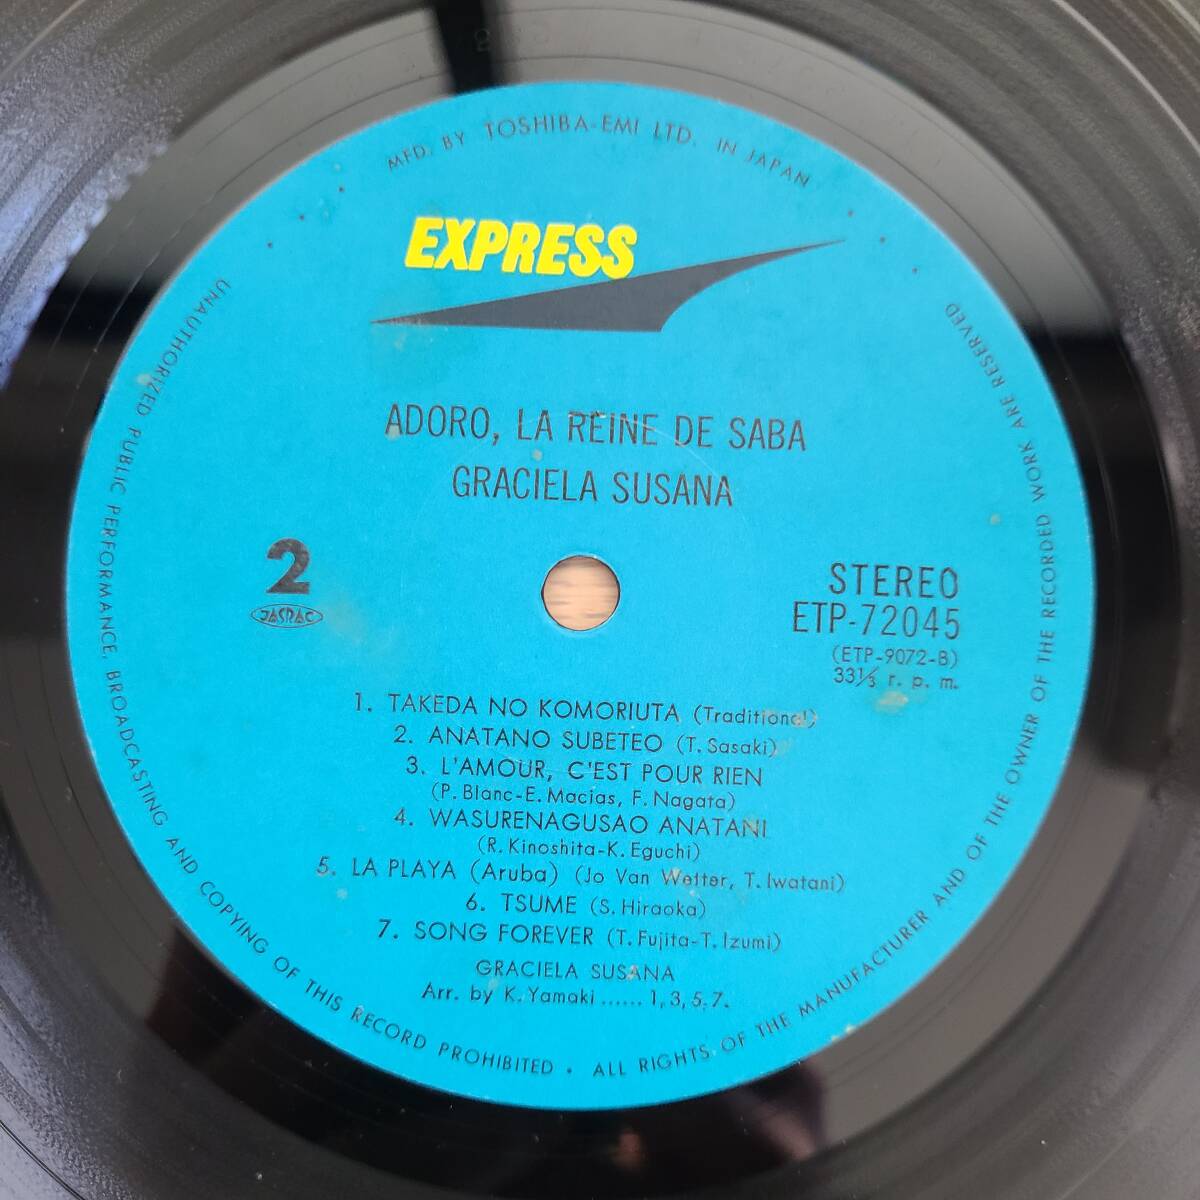 MFD. BY TOSHIBA-EMI LTD. IN JAPAN
EXPRESS
ADORO, LA REINE DE SABA
GRACIELA SUSANA
2
JASRAC
STEREO
ETP-72045
(ETP-9072-B)
33⅓ r. p. m.
1. TAKEDA NO KOMORIUTA (Traditional)
2. ANATANO SUBETEO (T. Sasaki)
3. L'AMOUR, C'EST POUR RIEN
(P. Blanc-E. Macias, F. Nagata)
4. WASURENAGUSAO ANATANI
(R. Kinoshita-K. Eguchi)
5. LA PLAYA (Aruba) (Jo Van Wetter, T. Iwatani)
6. TSUME (S. Hiraoka)
7. SONG FOREVER (T. Fujita-T. Izumi)
GRACIELA SUSANA
Arr. by K. Yamaki ...... 1, 3, 5, 7.
UNAUTHORIZED PUBLIC PERFORMANCE, BROADCASTING AND COPYING OF THIS RECORD PROHIBITED . ALL RIGHTS OF THE MANUFACTURER AND OF THE OWNER OF THE RECORDED WORK ARE RESERVED